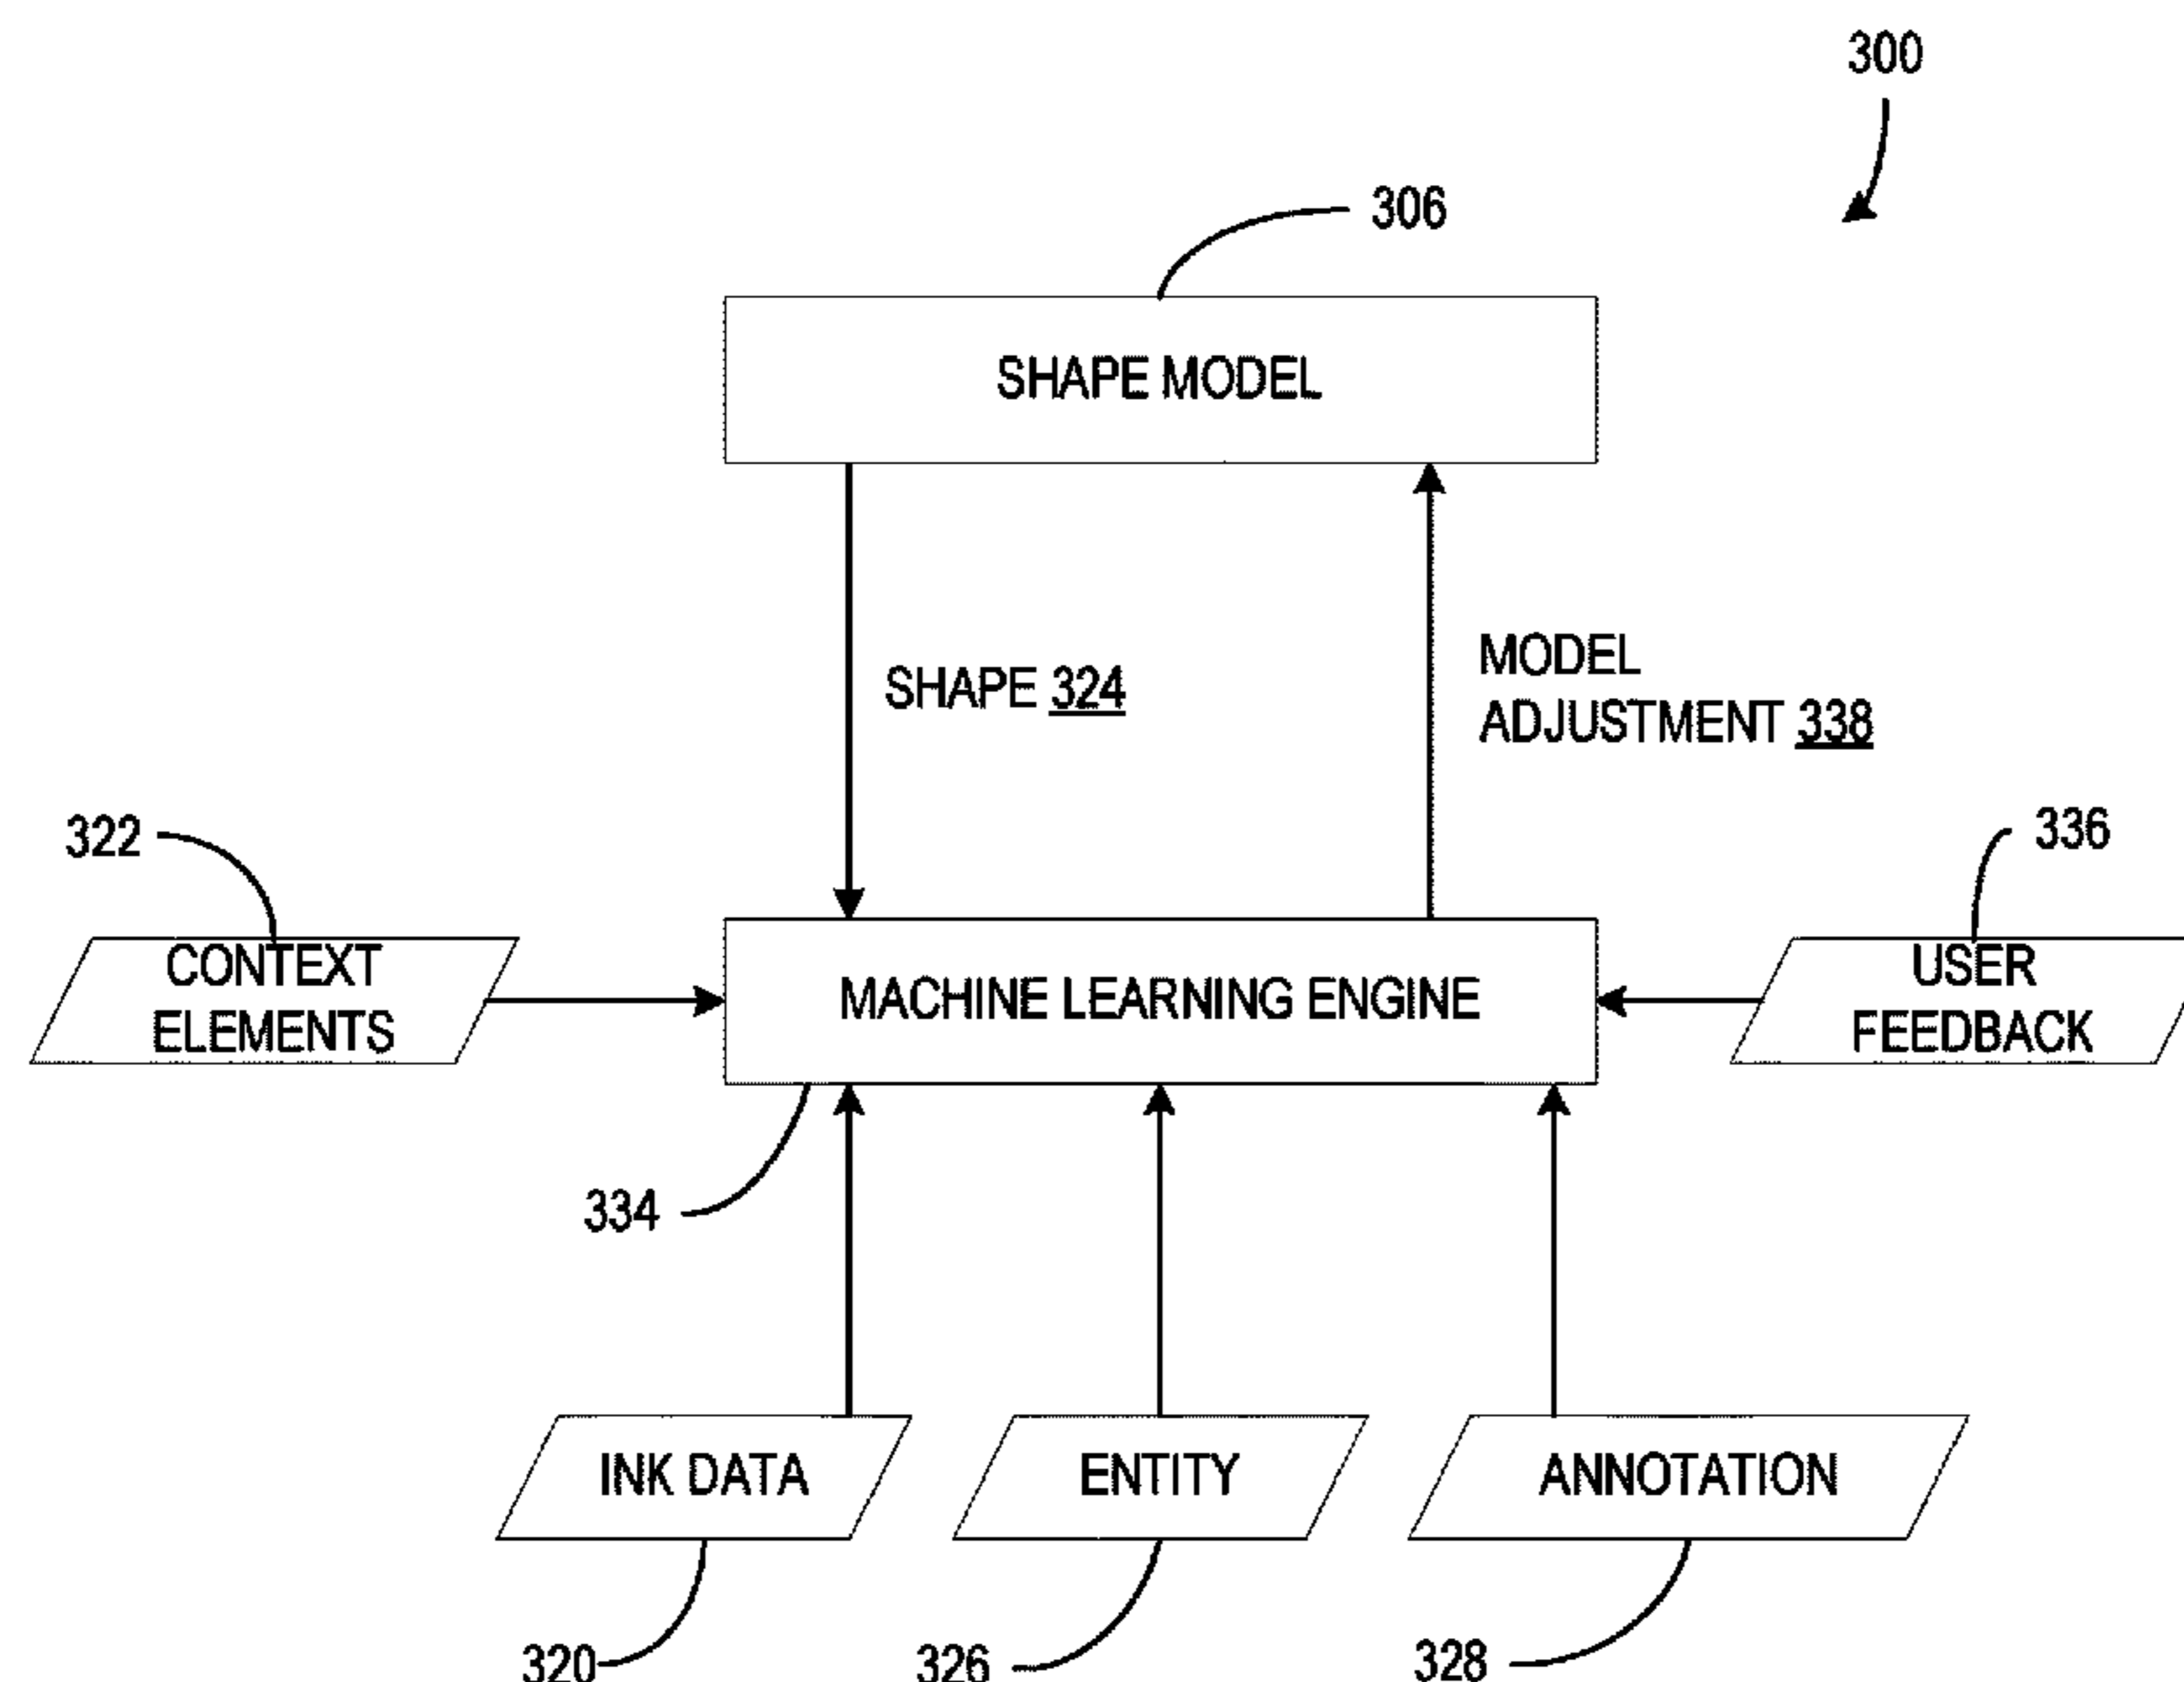 300
306
SHAPE MODEL
SHAPE 324
MODEL
ADJUSTMENT 338
322
336
CONTEXT
ELEMENTS
MACHINE LEARNING ENGINE
USER
FEEDBACK
334
INK DATA
ENTITY
ANNOTATION
320
326
328